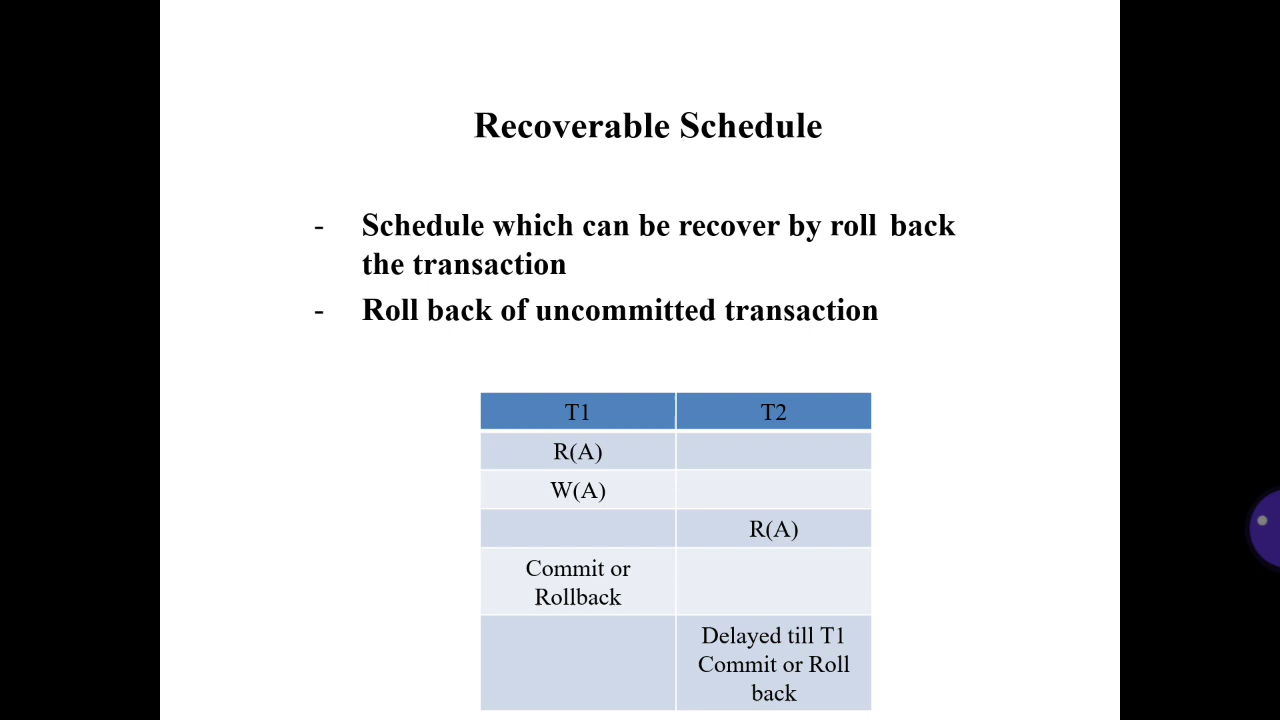 Recoverable Schedule
- Schedule which can be recover by roll back
the transaction
- Roll back of uncommitted transaction
T1 T2
R(A)
W(A)
R(A)
Commit or
Rollback
Delayed till T1
Commit or Roll
back